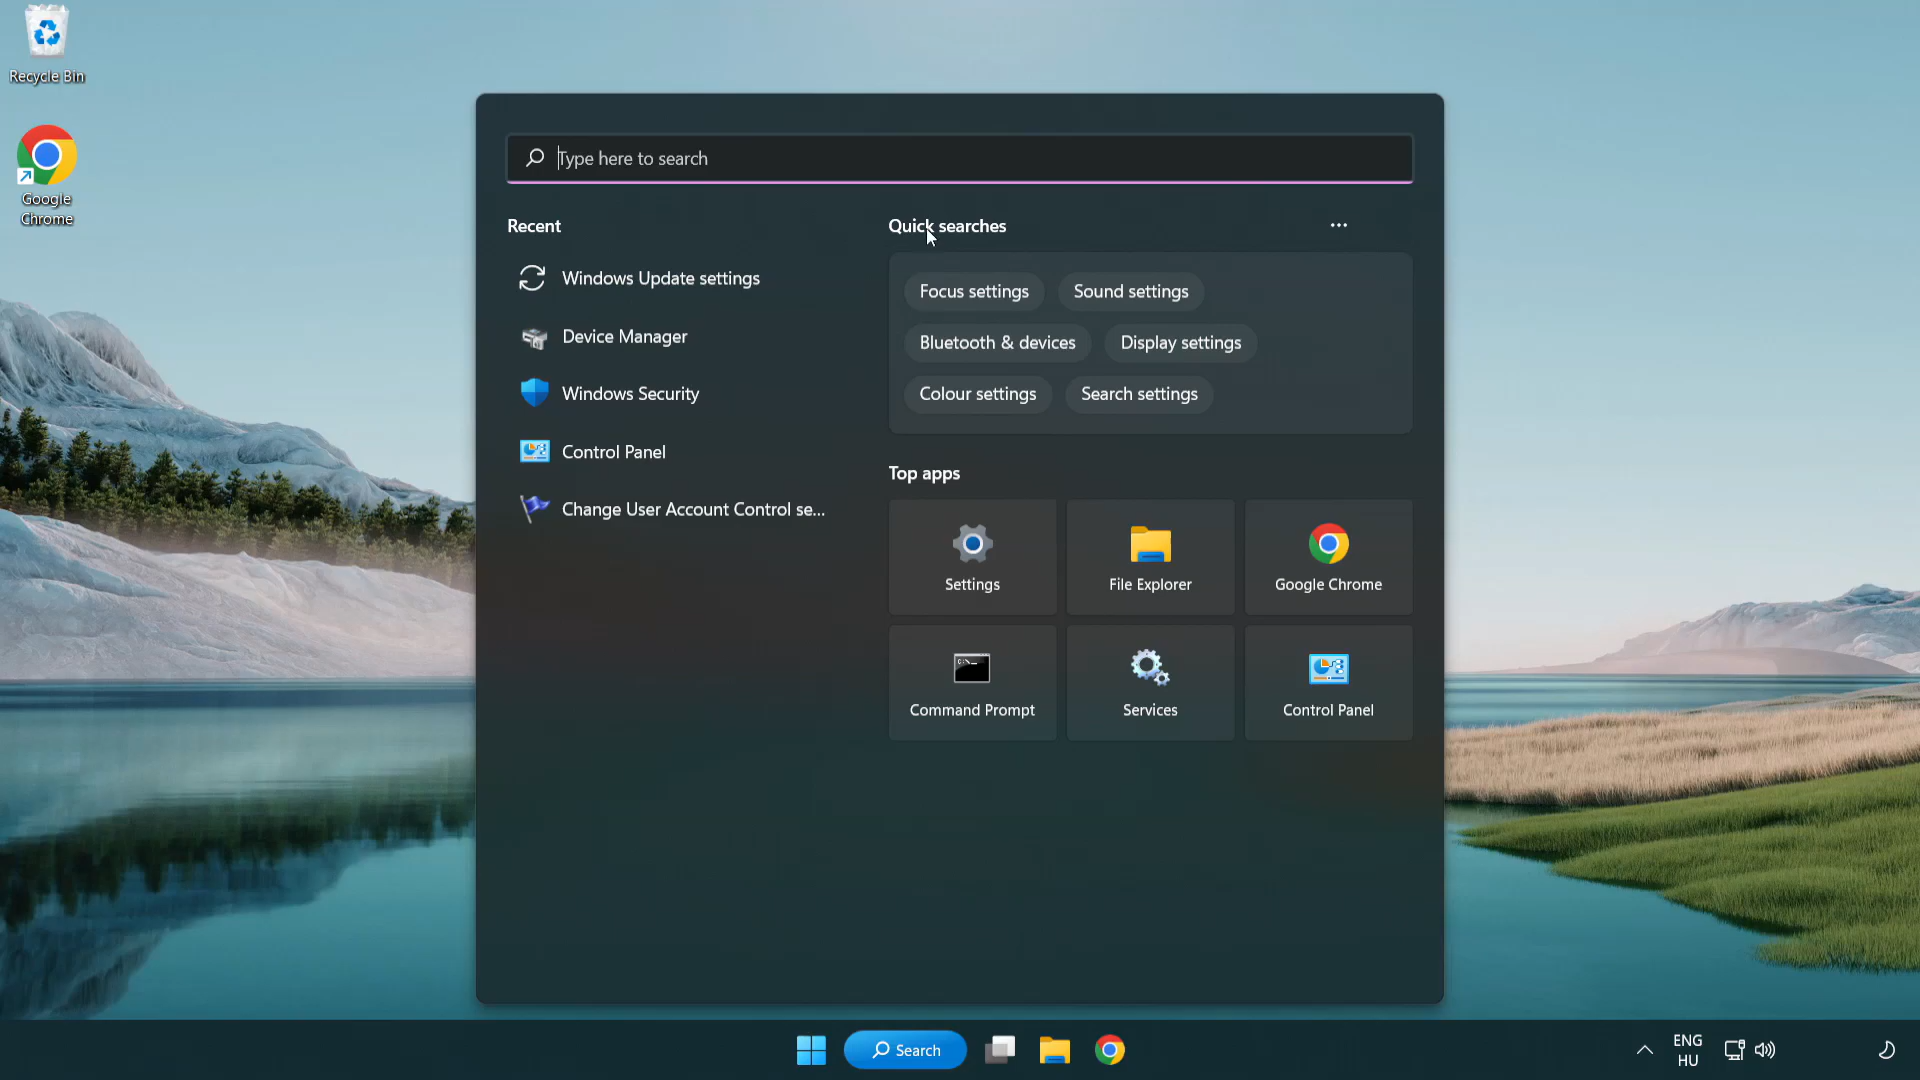 Recycle Bin
Google
Chrome
Type here to search
Recent
Windows Update settings
Device Manager
Windows Security
Control Panel
Change User Account Control se...
Quick searches
Focus settings
Sound settings
Bluetooth & devices
Display settings
Colour settings
Search settings
Top apps
Settings
File Explorer
Google Chrome
Command Prompt
Services
Control Panel
Search
ENG
HU